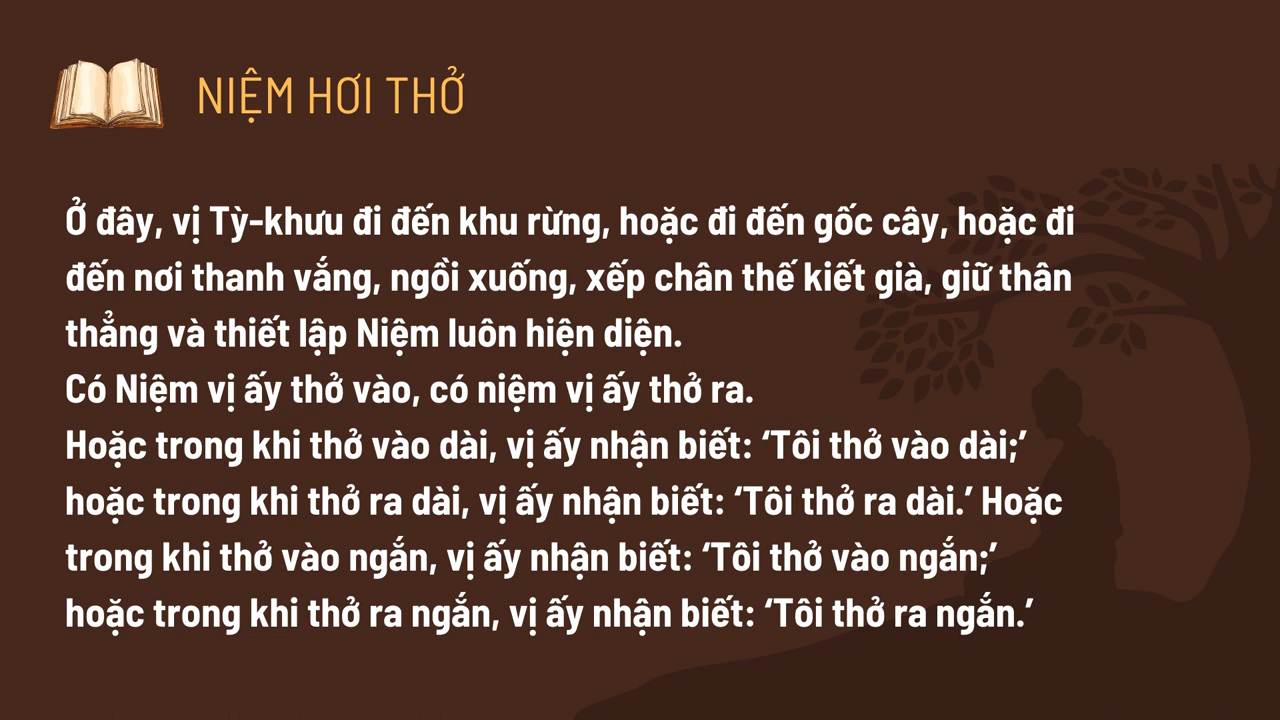 NIỆM HƠI THỞ
Ở đây, vị Tỳ-khưu đi đến khu rừng, hoặc đi đến gốc cây, hoặc đi
đến nơi thanh vắng, ngồi xuống, xếp chân thế kiết già, giữ thân
thẳng và thiết lập Niệm luôn hiện diện.
Có Niệm vị ấy thở vào, có niệm vị ấy thở ra.
Hoặc trong khi thở vào dài, vị ấy nhận biết: ‘Tôi thở vào dài;’
hoặc trong khi thở ra dài, vị ấy nhận biết: ‘Tôi thở ra dài.’ Hoặc
trong khi thở vào ngắn, vị ấy nhận biết: ‘Tôi thở vào ngắn;’
hoặc trong khi thở ra ngắn, vị ấy nhận biết: ‘Tôi thở ra ngắn.’